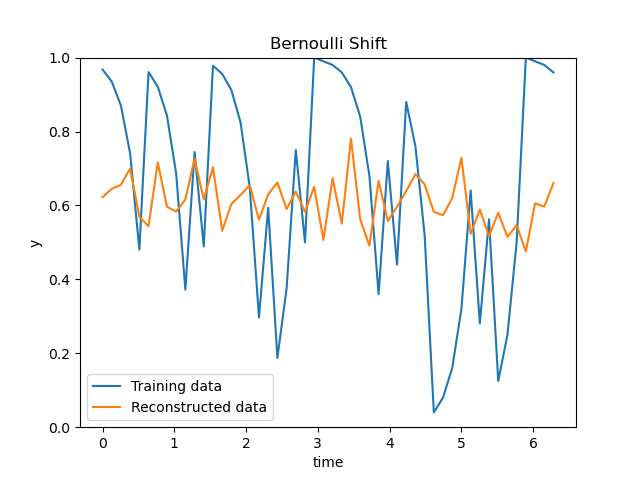 Bernoulli Shift
1.0
0.8
0.6
0.4
0.2
0.0
y
Training data
Reconstructed data
0 1 2 3 4 5 6
time